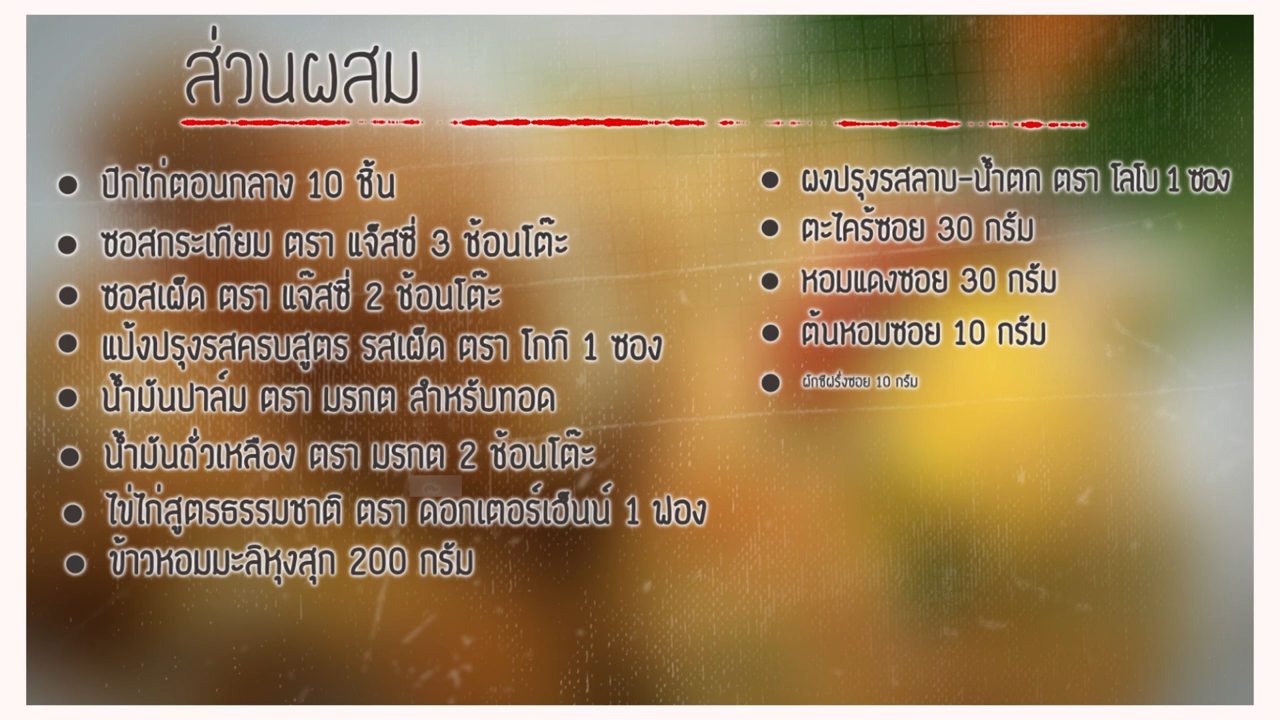 ส่วนผสม
ปีกไก่ตอนกลาง 10 ชิ้น
ซอสกระเทียม ตรา แจ๊สซี่ 3 ช้อนโต๊ะ
ซอสเผ็ด ตรา แจ๊สซี่ 2 ช้อนโต๊ะ
แป้งปรุงรสครบสูตร รสเผ็ด ตรา โกกิ 1 ซอง
น้ำมันปาล์ม ตรา มรกต สำหรับทอด
น้ำมันถั่วเหลือง ตรา มรกต 2 ช้อนโต๊ะ
ไข่ไก่สูตรธรรมชาติ ตรา ดอกเตอร์เฮ็นน์ 1 ฟอง
ข้าวหอมมะลิหุงสุก 200 กรัม
ผงปรุงรสลาบ-น้ำตก ตรา โลโบ 1 ซอง
ตะไคร้ซอย 30 กรัม
หอมแดงซอย 30 กรัม
ต้นหอมซอย 10 กรัม
ผักชีฝรั่งซอย 10 กรัม